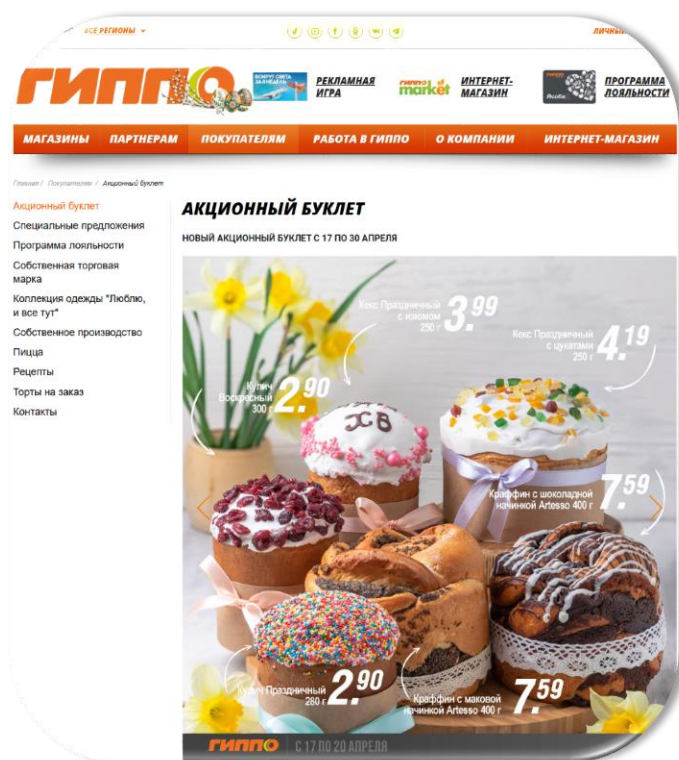 ВСЕ РЕГИОНЫ
ЛИЧНЫЙ
ГИППО
ВОКРУГ СВЕТА
РЕКЛАМНАЯ
ИГРА
гиппо
market
ИНТЕРНЕТ-
МАГАЗИН
ПРОГРАММА
ЛОЯЛЬНОСТИ
МАГАЗИНЫ ПАРТНЕРАМ ПОКУПАТЕЛЯМ РАБОТА В ГИППО О КОМПАНИИ ИНТЕРНЕТ-МАГАЗИН
Главная / Покупателям / Акционный буклет
Акционный буклет
Специальные предложения
Программа лояльности
Собственная торговая
марка
Коллекция одежды "Люблю,
и все тут"
Собственное производство
Пицца
Рецепты
Торты на заказ
Контакты
АКЦИОННЫЙ БУКЛЕТ
НОВЫЙ АКЦИОННЫЙ БУКЛЕТ С 17 ПО 30 АПРЕЛЯ
Кекс Праздничный
с изюмом
250 г
3.99
Кекс Праздничный
с цукатами
250 г
4.19
Кулич
Воскресный
300 г
2.90
ХВ
Краффин с шоколадной
начинкой Artesso 400 г
7.59
Кулич Праздничный
280 г
2.90
Краффин с маковой
начинкой Artesso 400 г
7.59
ГИППО С 17 ПО 20 АПРЕЛЯ